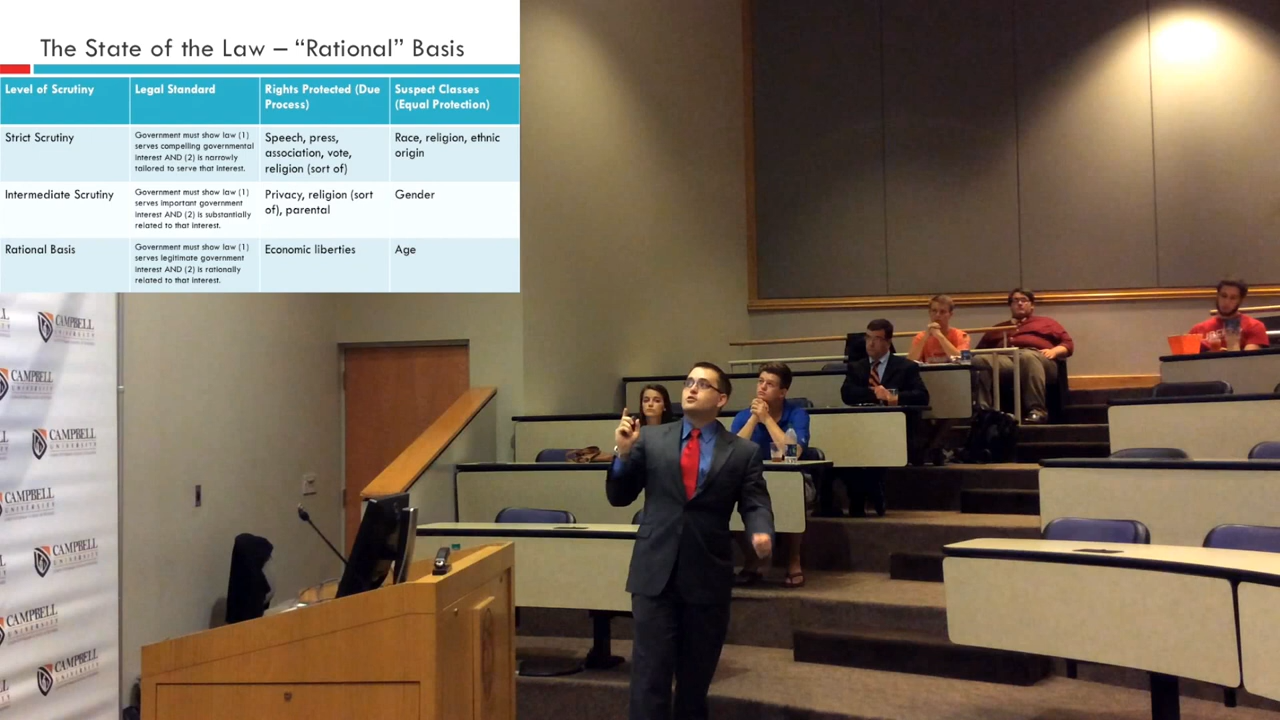 The State of the Law – “Rational” Basis
Level of Scrutiny
Legal Standard
Rights Protected (Due
Process)
Suspect Classes
(Equal Protection)
Strict Scrutiny
Government must show law (1)
serves compelling governmental
interest AND (2) is narrowly
tailored to serve that interest.
Speech, press,
association, vote,
religion (sort of)
Race, religion, ethnic
origin
Intermediate Scrutiny
Government must show law (1)
serves important government
interest AND (2) is substantially
related to that interest.
Privacy, religion (sort
of), parental
Gender
Rational Basis
Government must show law (1)
serves legitimate government
interest AND (2) is rationally
related to that interest.
Economic liberties
Age
CAMPBELL
UNIVERSITY
CAMPBELL
CAMPBELL
UNIVERSITY
CAMPBELL
UNIVERSITY
CAMPBELL
UNIVERSITY
CAMPBELL
UNIVERSITY
CAMPBELL
UNIVERSITY